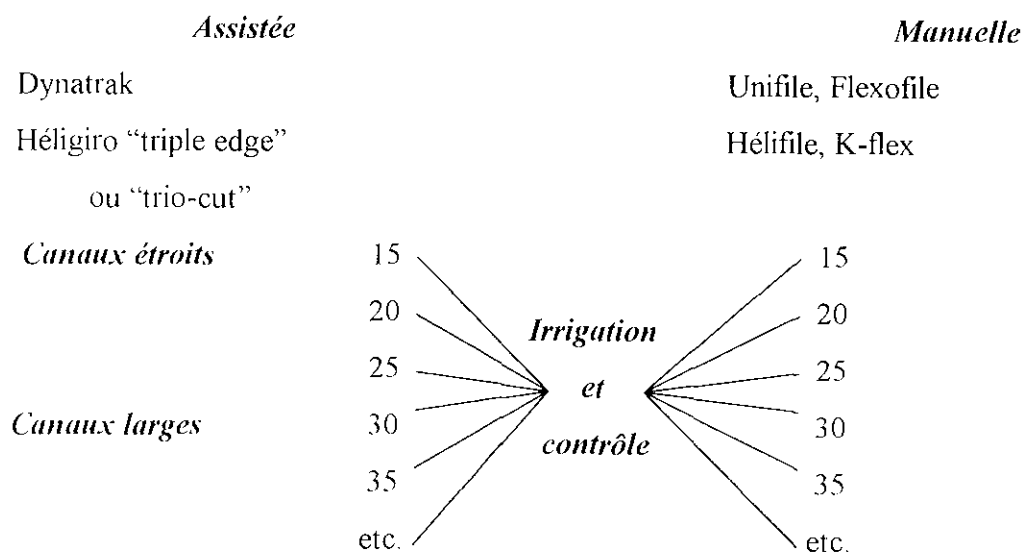 Assistée Manuelle
Dynatrak Unifile, Flexofile
Héligiro “triple edge” Hélifile, K-flex
ou “trio-cut”
Canaux étroits 15 15
20 Irrigation 20
25 et 25
Canaux larges 30 contrôle 30
35 35
etc. etc.